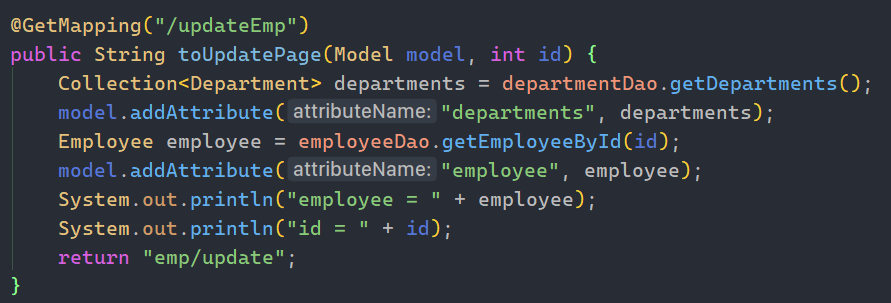 @GetMapping("/updateEmp")
public String toUpdatePage(Model model, int id) {
Collection<Department> departments = departmentDao.getDepartments();
model.addAttribute( attributeName: "departments", departments);
Employee employee = employeeDao.getEmployeeById(id);
model.addAttribute( attributeName: "employee", employee);
System.out.println("employee = " + employee);
System.out.println("id = " + id);
return "emp/update";
}